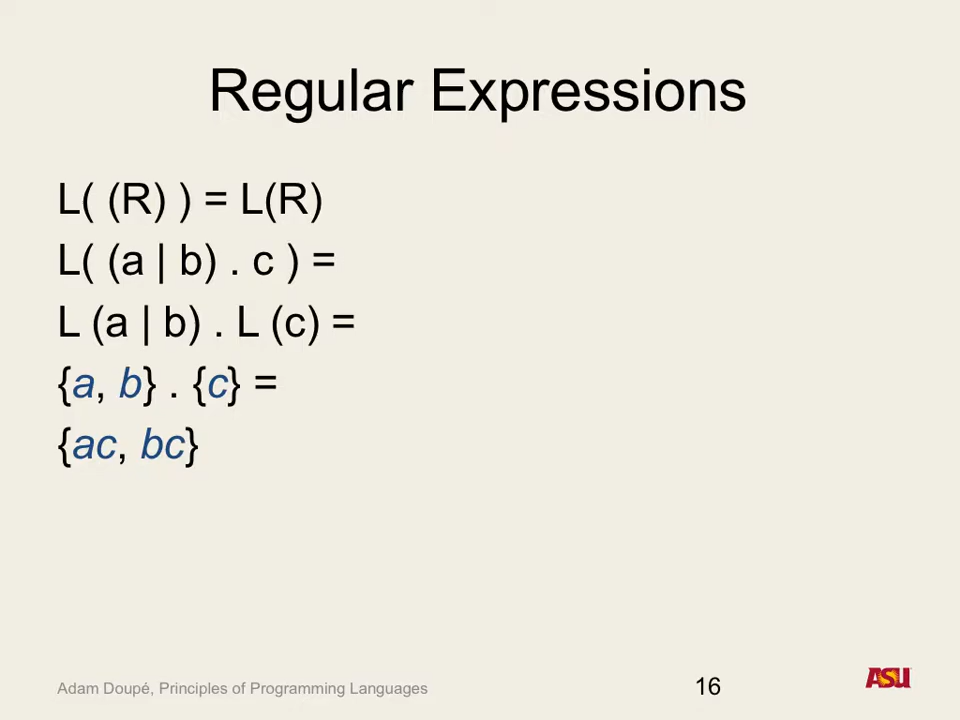 Regular Expressions
L( (R) ) = L(R)
L( (a | b) . c ) =
L (a | b) . L (c) =
{a, b} . {c} =
{ac, bc}
Adam Doupé, Principles of Programming Languages
16
ASU